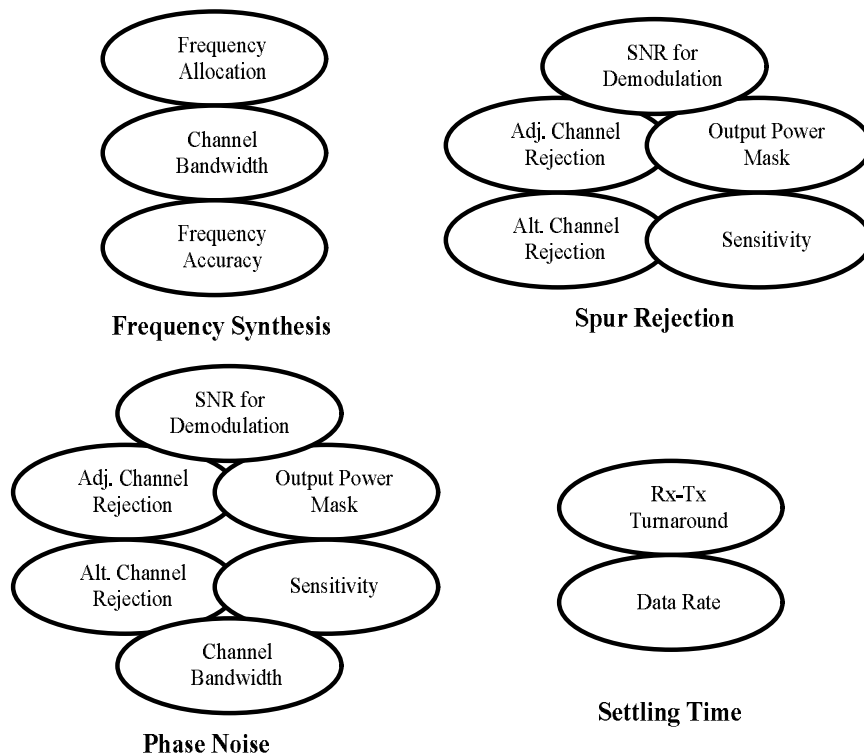 Frequency
Allocation
Channel
Bandwidth
Frequency
Accuracy
Frequency Synthesis
SNR for
Demodulation
Adj. Channel
Rejection
Output Power
Mask
Alt. Channel
Rejection
Sensitivity
Spur Rejection
SNR for
Demodulation
Adj. Channel
Rejection
Output Power
Mask
Alt. Channel
Rejection
Sensitivity
Channel
Bandwidth
Phase Noise
Rx-Tx
Turnaround
Data Rate
Settling Time